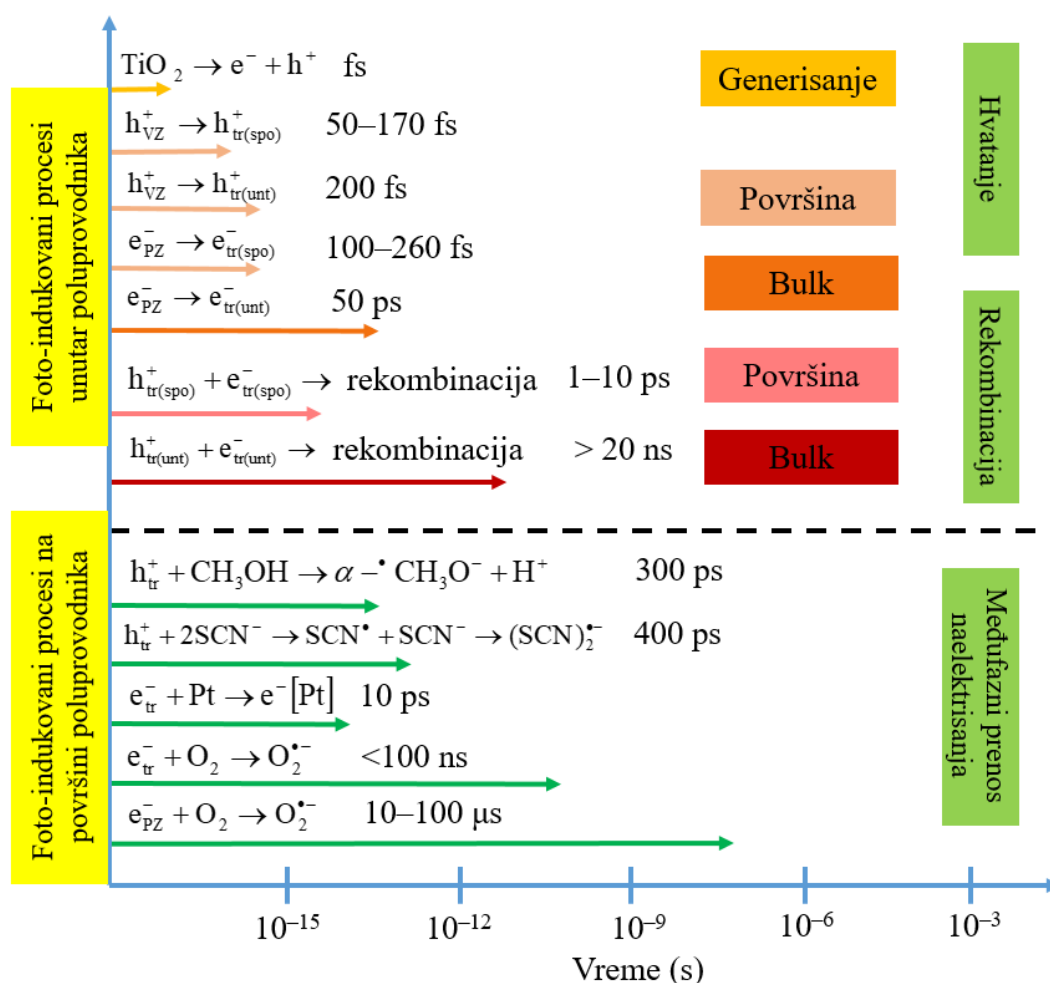 TiO₂ → e⁻ + h⁺ fs
h⁺VZ → h⁺tr(spo) 50–170 fs
h⁺VZ → h⁺tr(unt) 200 fs
e⁻PZ → e⁻tr(spo) 100–260 fs
e⁻PZ → e⁻tr(unt) 50 ps
h⁺tr(spo) + e⁻tr(spo) → rekombinacija 1–10 ps
h⁺tr(unt) + e⁻tr(unt) → rekombinacija > 20 ns
Foto-indukovani procesi
unutar poluprovodnika
Generisanje
Površina
Bulk
Površina
Bulk
Hvatanje
Rekombinacija
h⁺tr + CH₃OH → α –• CH₃O⁻ + H⁺ 300 ps
h⁺tr + 2SCN⁻ → SCN• + SCN⁻ → (SCN)₂•⁻ 400 ps
e⁻tr + Pt → e⁻[Pt] 10 ps
e⁻tr + O₂ → O₂•⁻ <100 ns
e⁻PZ + O₂ → O₂•⁻ 10–100 μs
Foto-indukovani procesi na
površini poluprovodnika
Međufazni prenos
naelektrisanja
10⁻¹⁵ 10⁻¹² 10⁻⁹ 10⁻⁶ 10⁻³
Vreme (s)